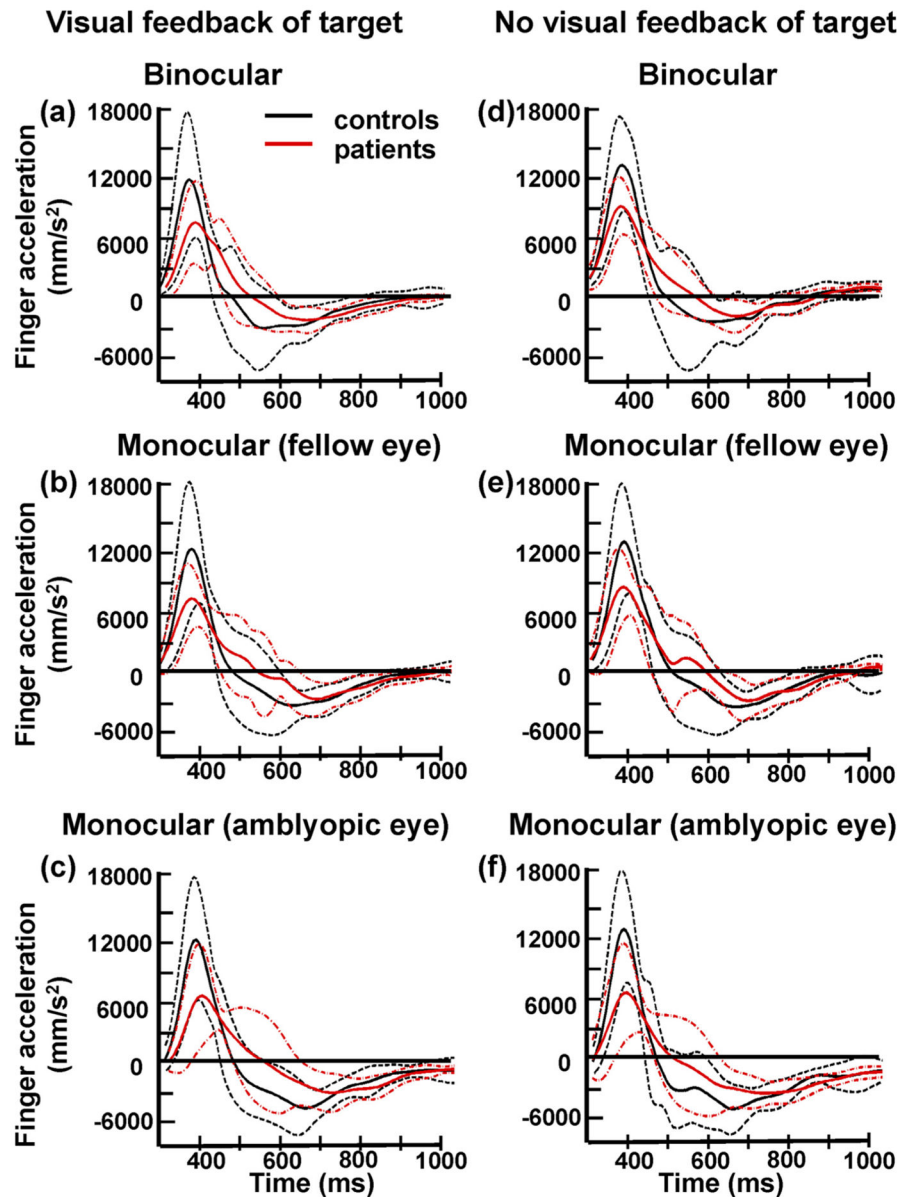 Visual feedback of target
No visual feedback of target
Binocular
Binocular
(a)
18000
12000
6000
0
-6000
Finger acceleration
(mm/s²)
controls
patients
400
600
800
1000
(d)
18000
12000
6000
0
-6000
400
600
800
1000
Monocular (fellow eye)
Monocular (fellow eye)
(b)
18000
12000
6000
0
-6000
Finger acceleration
(mm/s²)
400
600
800
1000
(e)
18000
12000
6000
0
-6000
400
600
800
1000
Monocular (amblyopic eye)
Monocular (amblyopic eye)
(c)
18000
12000
6000
0
-6000
Finger acceleration
(mm/s²)
400
600
800
1000
Time (ms)
(f)
18000
12000
6000
0
-6000
400
600
800
1000
Time (ms)